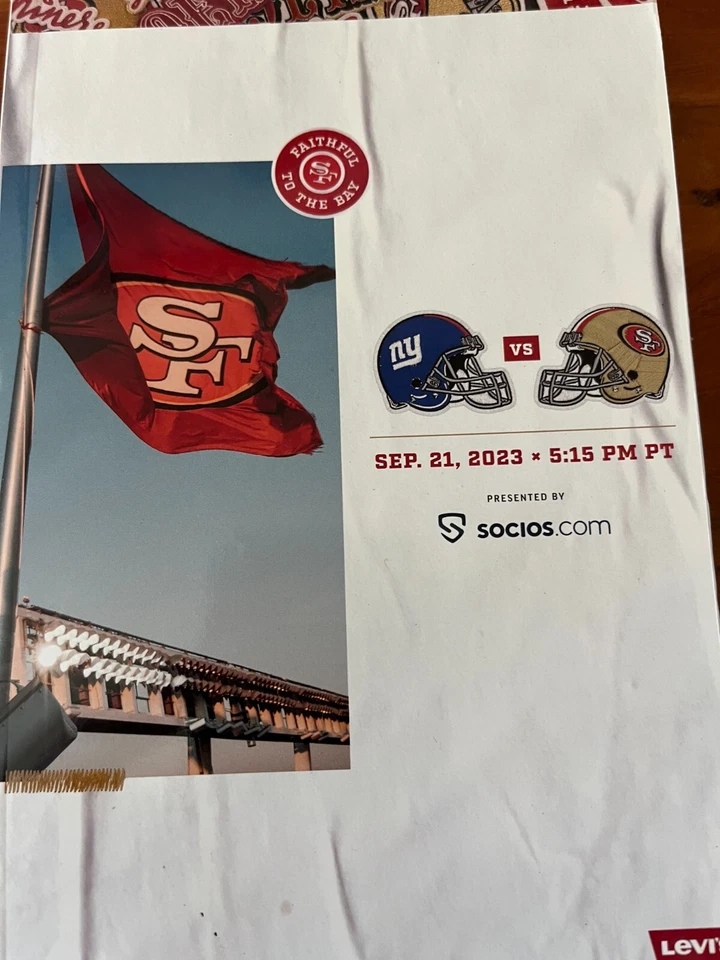 FAITHFUL
SF
TO THE BAY
SF
ny
VS
SF
SEP. 21, 2023 × 5:15 PM PT
PRESENTED BY
socios.com
Levi's